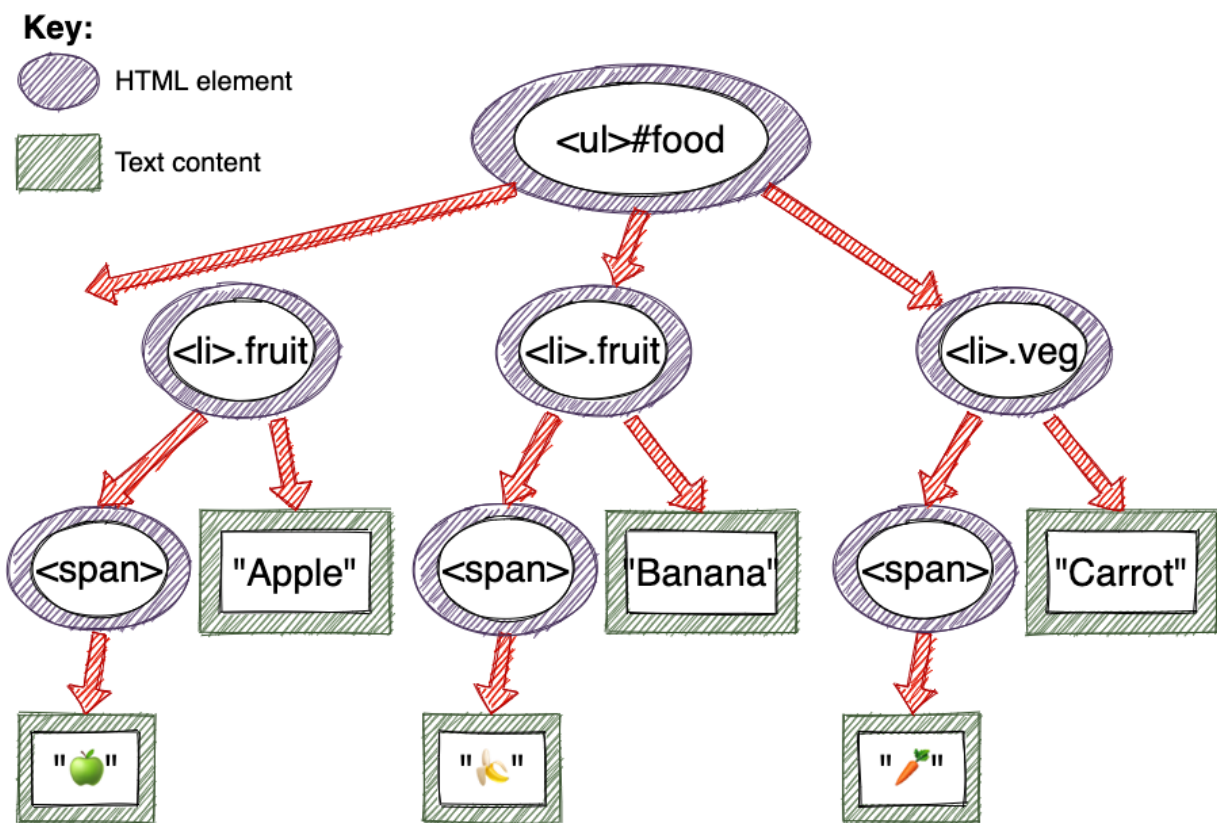 Key:
HTML element
Text content
<ul>#food
<li>.fruit
<li>.fruit
<li>.veg
<span>
"Apple"
<span>
"Banana"
<span>
"Carrot"
"🍏"
"🍌"
"🥕"